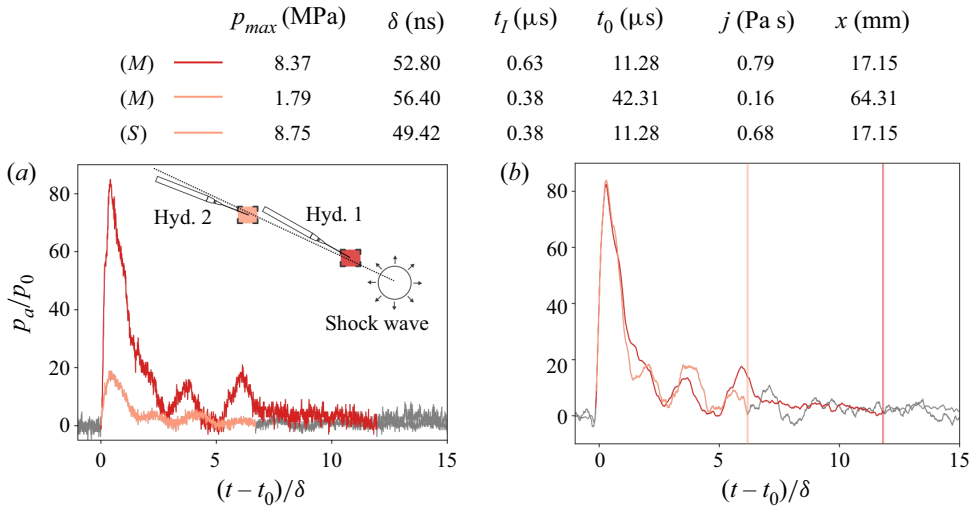 p_max (MPa) δ (ns) t_I (μs) t_0 (μs) j (Pa s) x (mm)
(M) 8.37 52.80 0.63 11.28 0.79 17.15
(M) 1.79 56.40 0.38 42.31 0.16 64.31
(S) 8.75 49.42 0.38 11.28 0.68 17.15
(a)
80
60
40
20
0
p_a/p_0
Hyd. 2
Hyd. 1
Shock wave
0 5 10 15
(t – t_0)/δ
(b)
80
60
40
20
0
0 5 10 15
(t – t_0)/δ